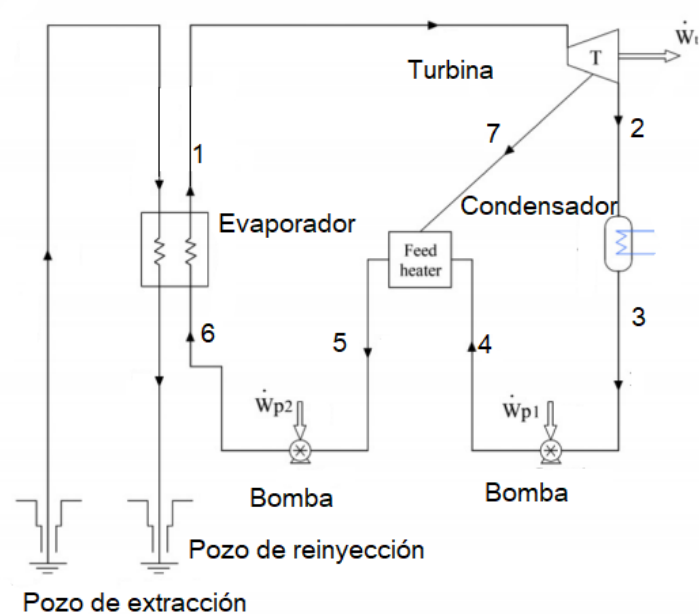 Ẇt
T
Turbina
7
2
1
Condensador
Evaporador
Feed
heater
3
6
5
4
Ẇp2
Ẇp1
Bomba
Bomba
Pozo de reinyección
Pozo de extracción